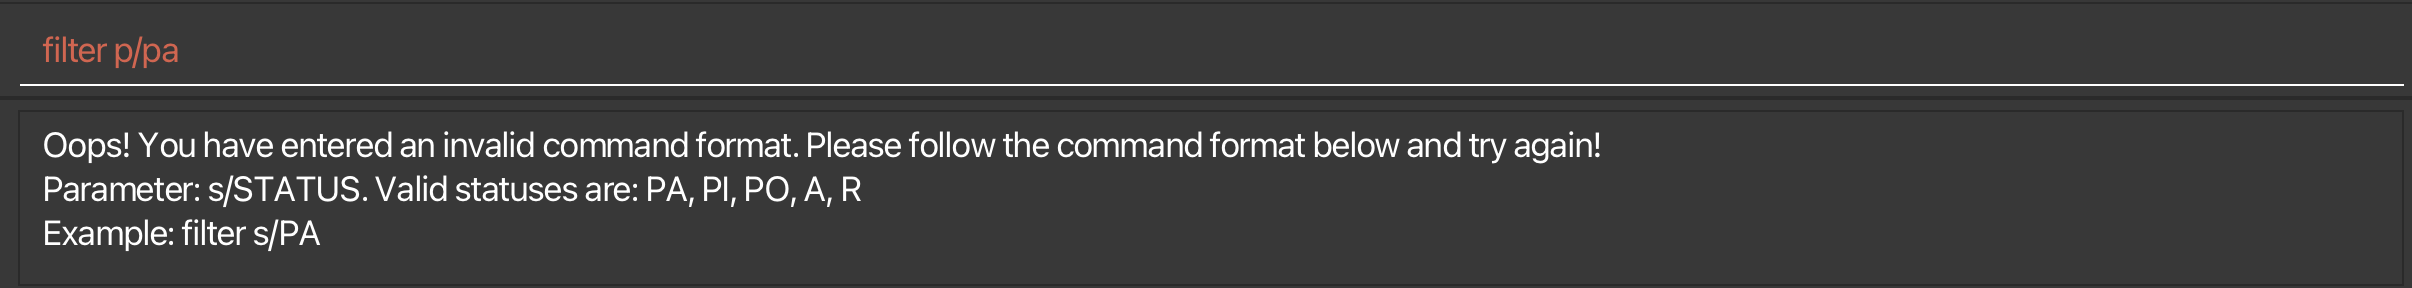 filter p/pa
Oops! You have entered an invalid command format. Please follow the command format below and try again!
Parameter: s/STATUS. Valid statuses are: PA, PI, PO, A, R
Example: filter s/PA